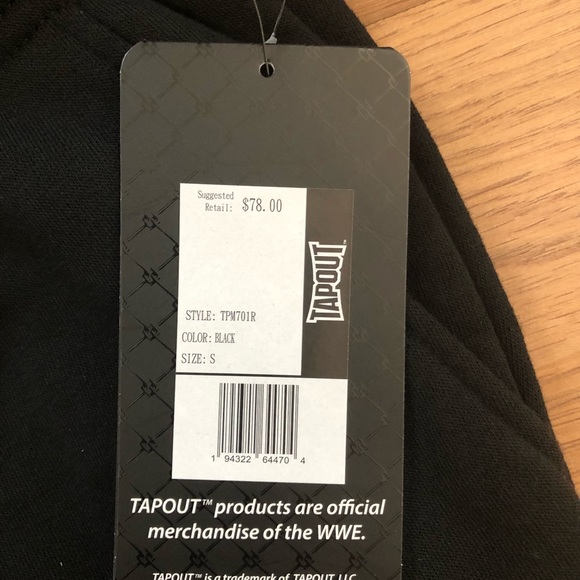 Suggested
Retail: $78.00
TAPOUT™
STYLE: TPM701R
COLOR: BLACK
SIZE: S
1 94322 64470 4
TAPOUT™ products are official
merchandise of the WWE.
TAPOUT™ is a trademark of TAPOUT, LLC